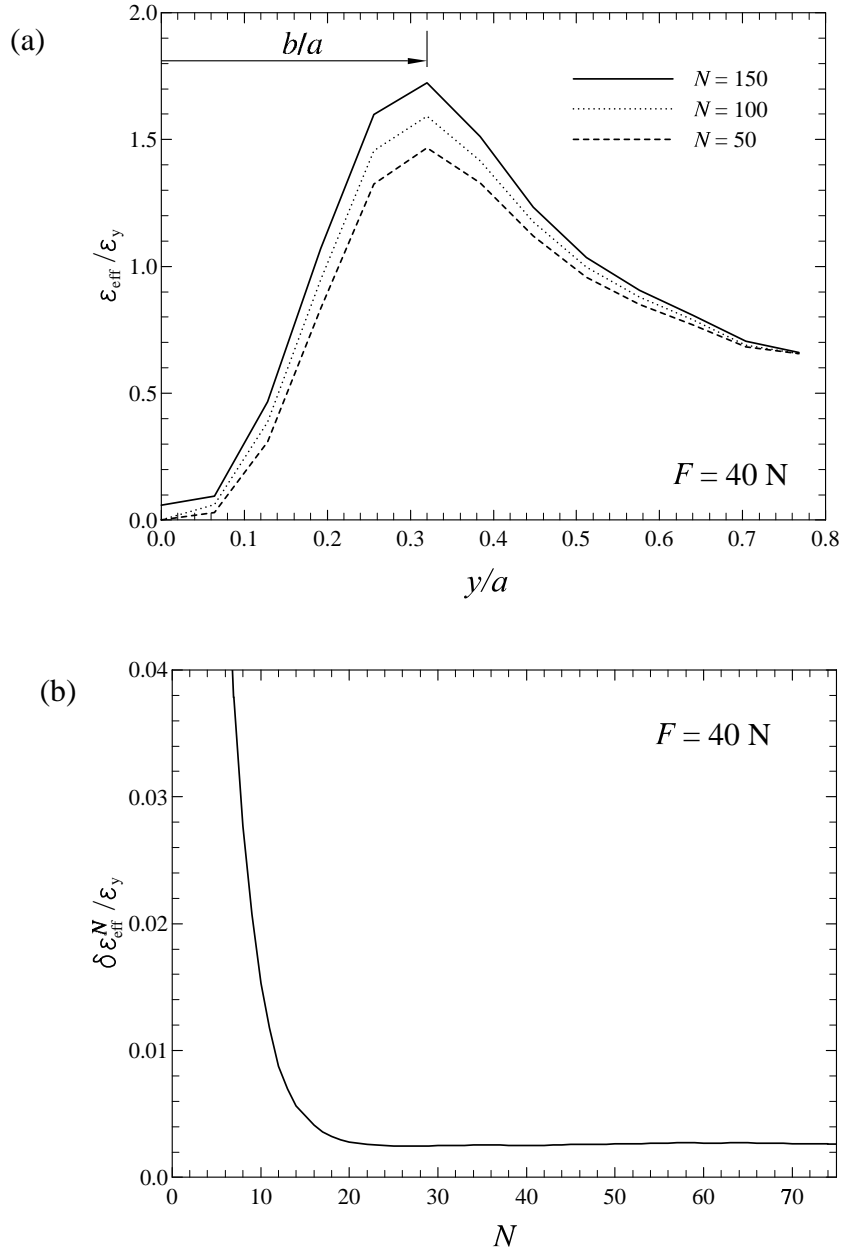 (a)
2.0
1.5
1.0
0.5
0.0
ε_eff /ε_y
b/a
N = 150
N = 100
N = 50
F = 40 N
0.0 0.1 0.2 0.3 0.4 0.5 0.6 0.7 0.8
y/a
(b)
0.04
0.03
0.02
0.01
0.0
δε^N_eff /ε_y
F = 40 N
0 10 20 30 40 50 60 70
N